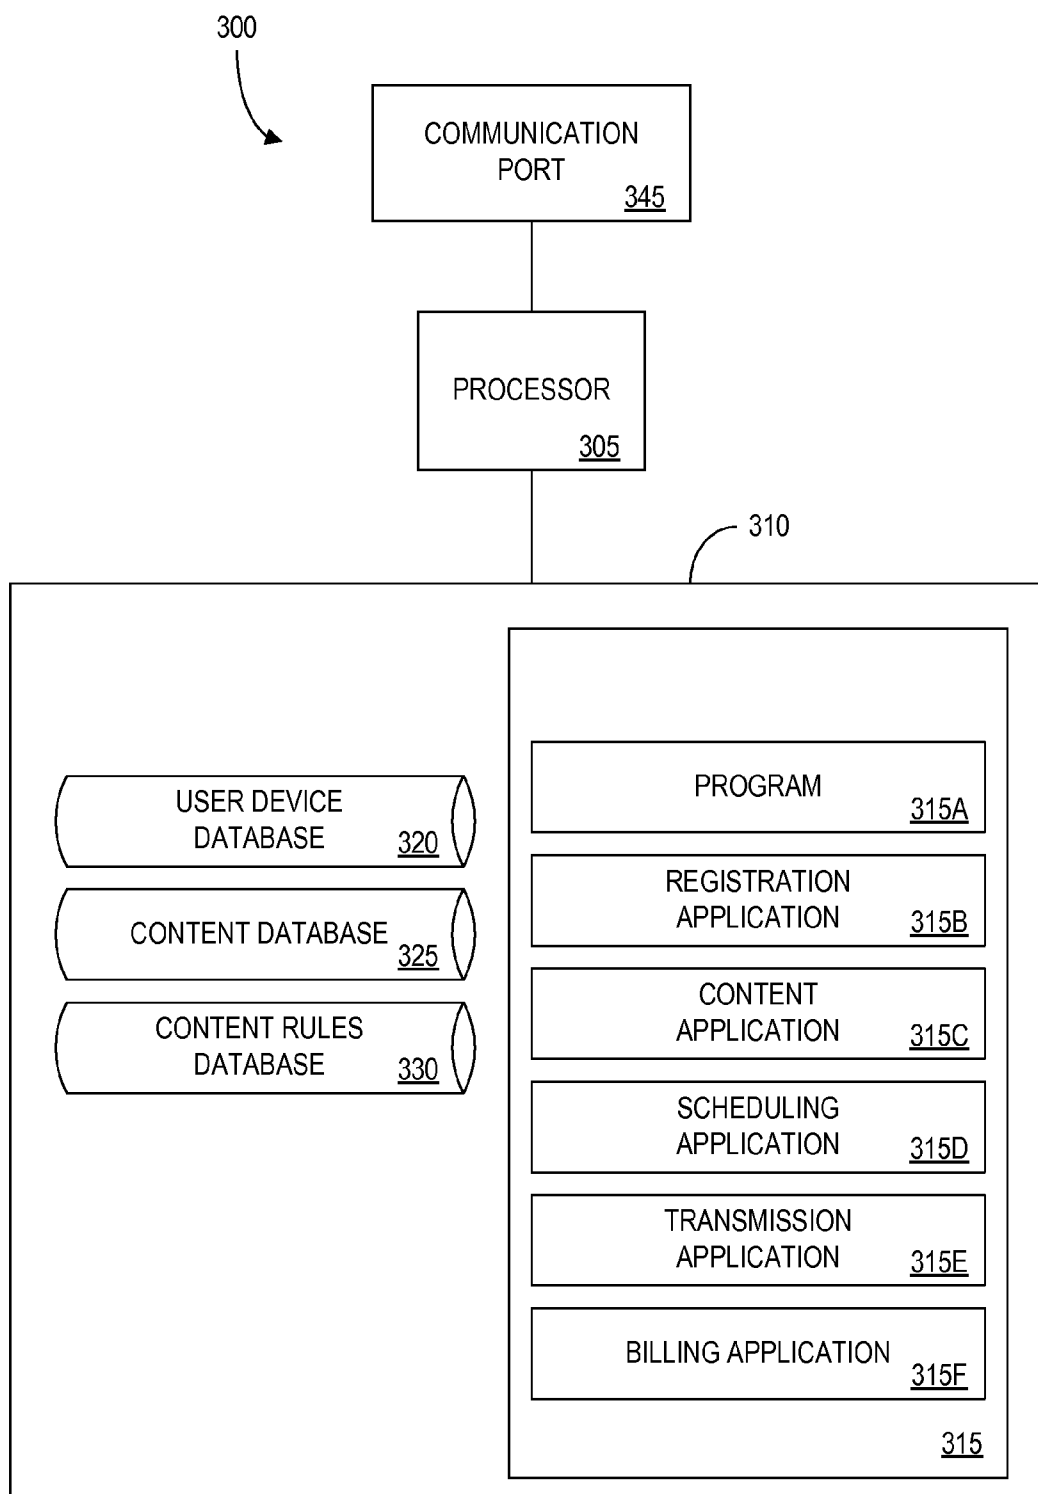 300
COMMUNICATION
PORT
345
PROCESSOR
305
310
USER DEVICE
DATABASE
320
CONTENT DATABASE
325
CONTENT RULES
DATABASE
330
PROGRAM
315A
REGISTRATION
APPLICATION
315B
CONTENT
APPLICATION
315C
SCHEDULING
APPLICATION
315D
TRANSMISSION
APPLICATION
315E
BILLING APPLICATION
315F
315